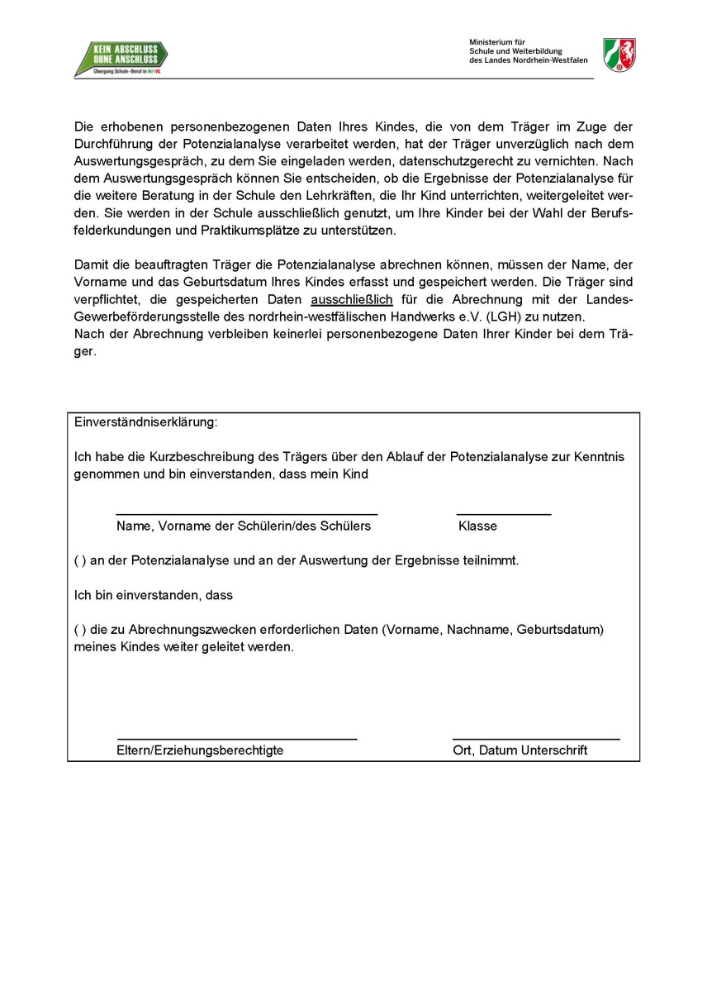 KEIN ABSCHLUSS
OHNE ANSCHLUSS
Übergang Schule - Beruf in NRW.
Ministerium für
Schule und Weiterbildung
des Landes Nordrhein-Westfalen
Die erhobenen personenbezogenen Daten Ihres Kindes, die von dem Träger im Zuge der
Durchführung der Potenzialanalyse verarbeitet werden, hat der Träger unverzüglich nach dem
Auswertungsgespräch, zu dem Sie eingeladen werden, datenschutzgerecht zu vernichten. Nach
dem Auswertungsgespräch können Sie entscheiden, ob die Ergebnisse der Potenzialanalyse für
die weitere Beratung in der Schule den Lehrkräften, die Ihr Kind unterrichten, weitergeleitet wer-
den. Sie werden in der Schule ausschließlich genutzt, um Ihre Kinder bei der Wahl der Berufs-
felderkundungen und Praktikumsplätze zu unterstützen.
Damit die beauftragten Träger die Potenzialanalyse abrechnen können, müssen der Name, der
Vorname und das Geburtsdatum Ihres Kindes erfasst und gespeichert werden. Die Träger sind
verpflichtet, die gespeicherten Daten ausschließlich für die Abrechnung mit der Landes-
Gewerbeförderungsstelle des nordrhein-westfälischen Handwerks e.V. (LGH) zu nutzen.
Nach der Abrechnung verbleiben keinerlei personenbezogene Daten Ihrer Kinder bei dem Trä-
ger.
Einverständniserklärung:
Ich habe die Kurzbeschreibung des Trägers über den Ablauf der Potenzialanalyse zur Kenntnis
genommen und bin einverstanden, dass mein Kind
Name, Vorname der Schülerin/des Schülers Klasse
( ) an der Potenzialanalyse und an der Auswertung der Ergebnisse teilnimmt.
Ich bin einverstanden, dass
( ) die zu Abrechnungszwecken erforderlichen Daten (Vorname, Nachname, Geburtsdatum)
meines Kindes weiter geleitet werden.
Eltern/Erziehungsberechtigte Ort, Datum Unterschrift